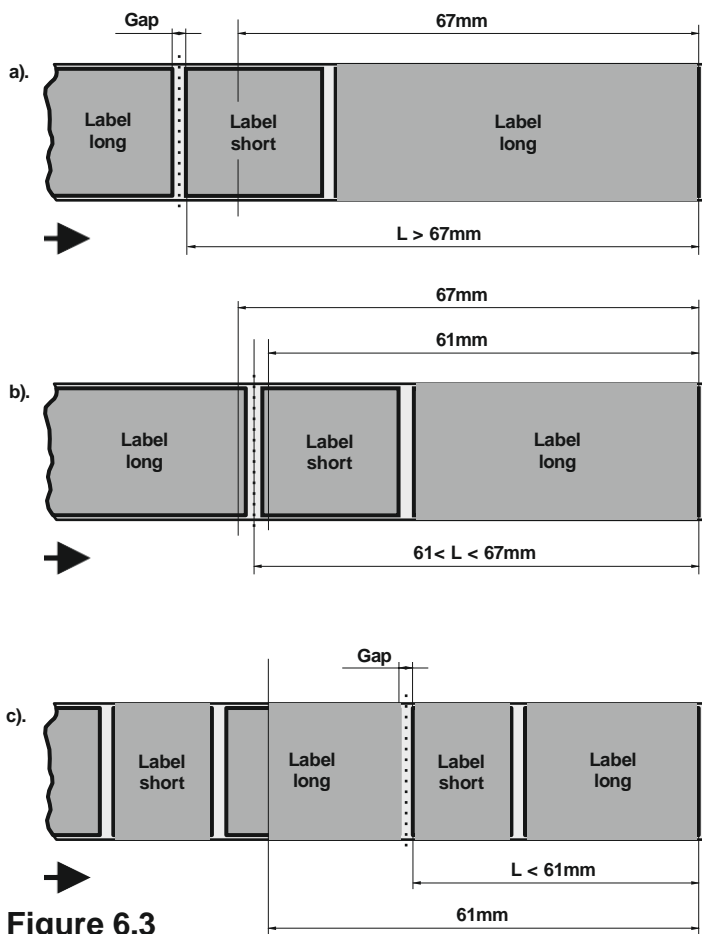 Gap
67mm
a).
Label
long
Label
short
Label
long
L > 67mm
67mm
61mm
b).
Label
long
Label
short
Label
long
61< L < 67mm
Gap
c).
Label
short
Label
long
Label
short
Label
long
L < 61mm
61mm
Figure 6.3